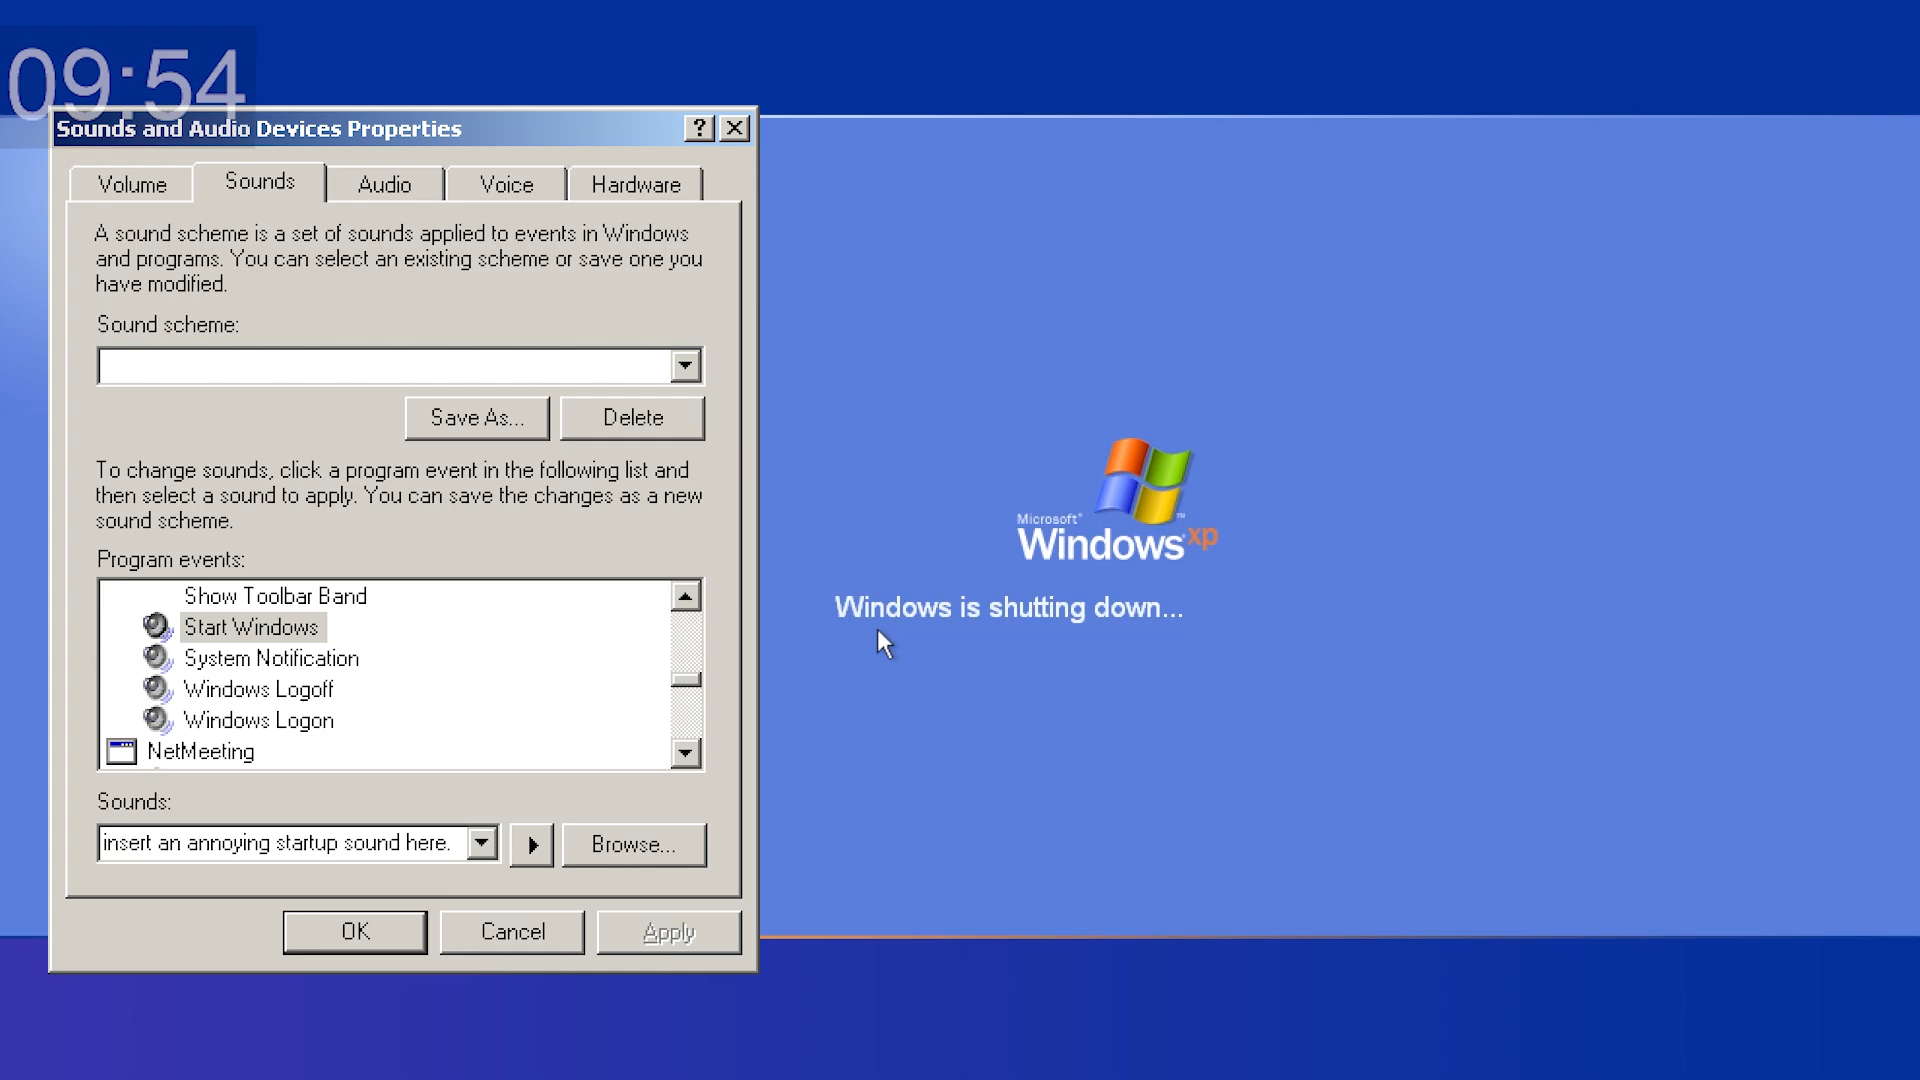 09:54
Sounds and Audio Devices Properties
Volume
Sounds
Audio
Voice
Hardware
A sound scheme is a set of sounds applied to events in Windows
and programs. You can select an existing scheme or save one you
have modified.
Sound scheme:
Save As...
Delete
To change sounds, click a program event in the following list and
then select a sound to apply. You can save the changes as a new
sound scheme.
Program events:
Show Toolbar Band
Start Windows
System Notification
Windows Logoff
Windows Logon
NetMeeting
Sounds:
insert an annoying startup sound here.
Browse...
OK
Cancel
Apply
Microsoft®
Windows xp™
Windows is shutting down...